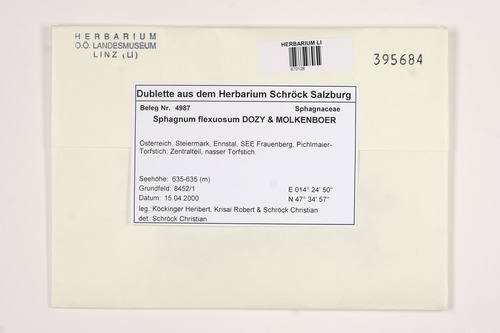 HERBARIUM
O.Ö. LANDESMUSEUM
LINZ (LI)
HERBARIUM LI
395684
Dublette aus dem Herbarium Schröck Salzburg
Beleg Nr. 4987 Sphagnaceae
Sphagnum flexuosum DOZY & MOLKENBOER
Österreich, Steiermark, Ennstal, SEE Frauenberg, Pichlmaier-
Torfstich, Zentralteil, nasser Torfstich.
Seehöhe: 635-635 (m)
Grundfeld: 8452/1 E 014° 24' 50"
Datum: 15.04.2000 N 47° 34' 57"
leg.: Köckinger Heribert, Krisai Robert & Schröck Christian
det.: Schröck Christian